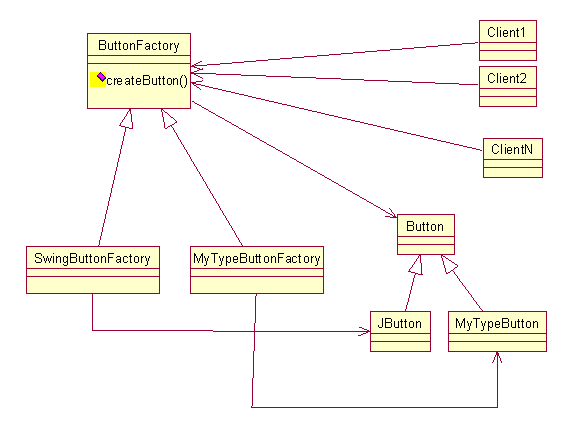 ButtonFactory
createButton()
Client1
Client2
ClientN
Button
SwingButtonFactory
MyTypeButtonFactory
JButton
MyTypeButton